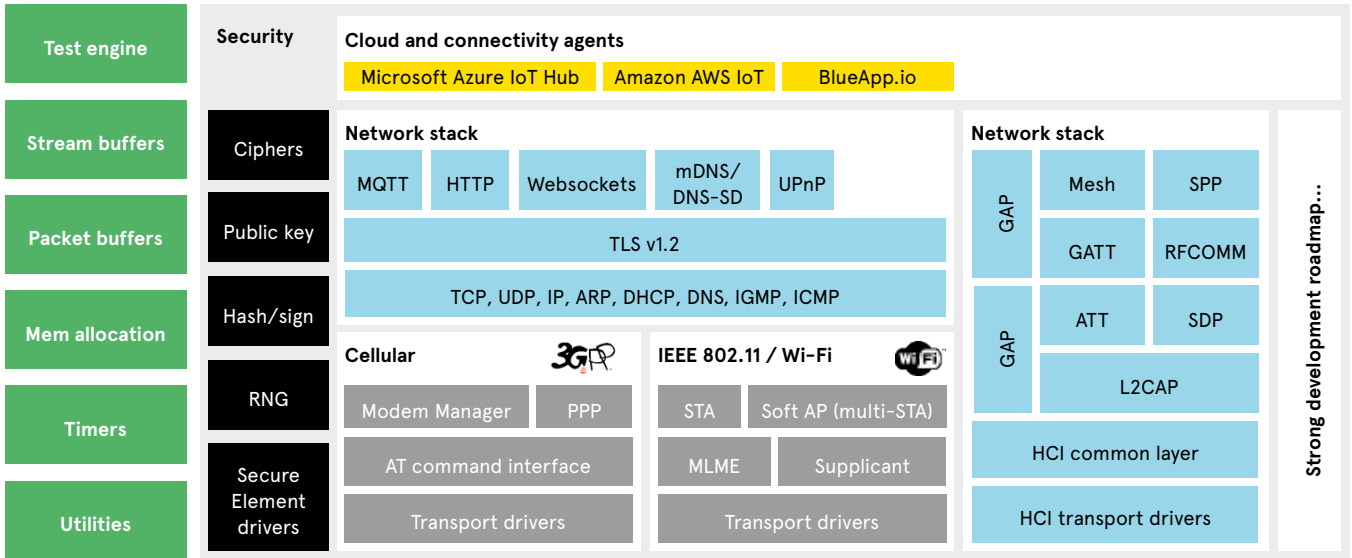 Test engine
Stream buffers
Packet buffers
Mem allocation
Timers
Utilities
Security
Ciphers
Public key
Hash/sign
RNG
Secure
Element
drivers
Cloud and connectivity agents
Microsoft Azure IoT Hub
Amazon AWS IoT
BlueApp.io
Network stack
MQTT
HTTP
Websockets
mDNS/
DNS-SD
UPnP
TLS v1.2
TCP, UDP, IP, ARP, DHCP, DNS, IGMP, ICMP
Cellular
3GPP
Modem Manager
PPP
AT command interface
Transport drivers
IEEE 802.11 / Wi-Fi
Wi Fi
STA
Soft AP (multi-STA)
MLME
Supplicant
Transport drivers
Network stack
GAP
Mesh
SPP
GATT
RFCOMM
GAP
ATT
SDP
L2CAP
HCI common layer
HCI transport drivers
Strong development roadmap...